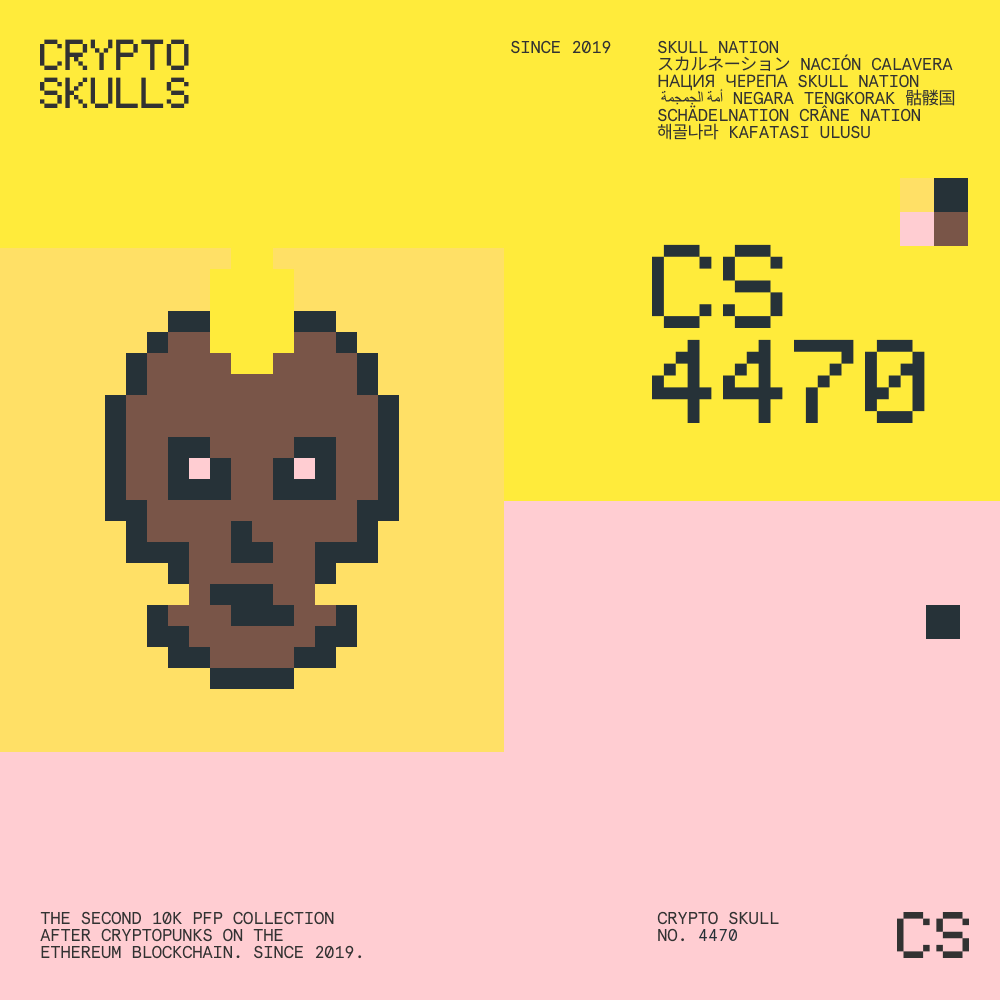 CRYPTO
SKULLS
SINCE 2019
SKULL NATION
スカルネーション NACIÓN CALAVERA
НАЦИЯ ЧЕРЕПА SKULL NATION
أمة الجمجمة NEGARA TENGKORAK 骷髅国
SCHÄDELNATION CRÂNE NATION
해골나라 KAFATASI ULUSU
CS
4470
THE SECOND 10K PFP COLLECTION
AFTER CRYPTOPUNKS ON THE
ETHEREUM BLOCKCHAIN. SINCE 2019.
CRYPTO SKULL
NO. 4470
CS